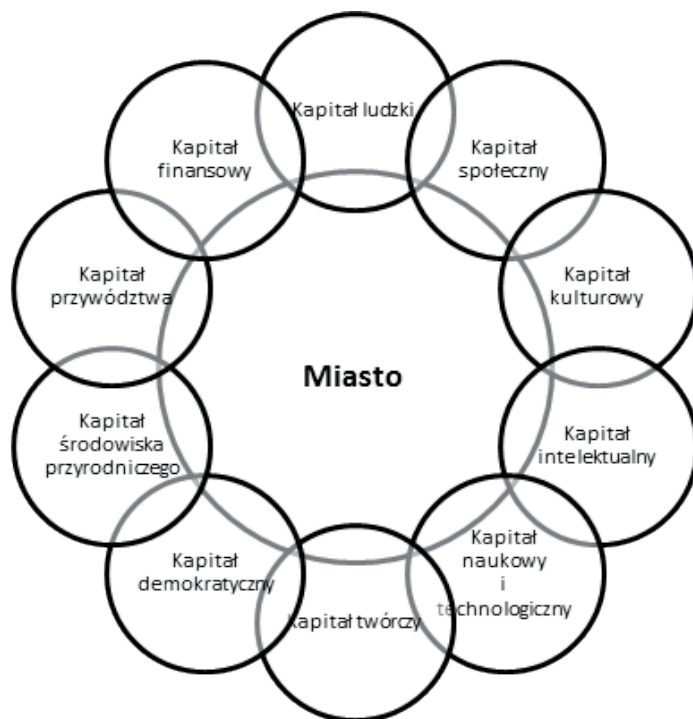 Kapitał ludzki
Kapitał
społeczny
Kapitał
kulturowy
Kapitał
intelektualny
Kapitał
naukowy
i
technologiczny
Kapitał twórczy
Kapitał
demokratyczny
Kapitał
środowiska
przyrodniczego
Kapitał
przywództwa
Kapitał
finansowy
Miasto